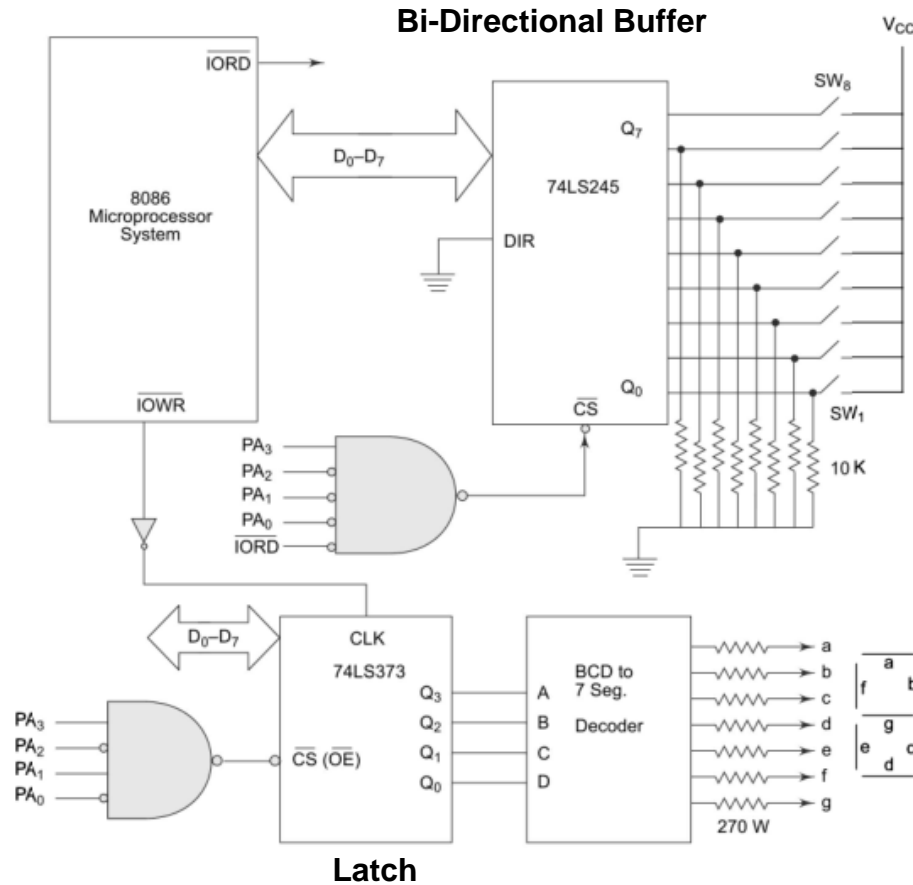 Bi-Directional Buffer
V_CC
IORD
SW₈
Q₇
D₀–D₇
74LS245
8086
Microprocessor
System
DIR
Q₀
CS
SW₁
IOWR
PA₃
PA₂
PA₁
PA₀
IORD
10 K
D₀–D₇
CLK
74LS373
Q₃
Q₂
Q₁
Q₀
CS (OE)
PA₃
PA₂
PA₁
PA₀
A
B
C
D
BCD to
7 Seg.
Decoder
a
b
c
d
e
f
g
270 W
a
f b
g
e c
d
Latch